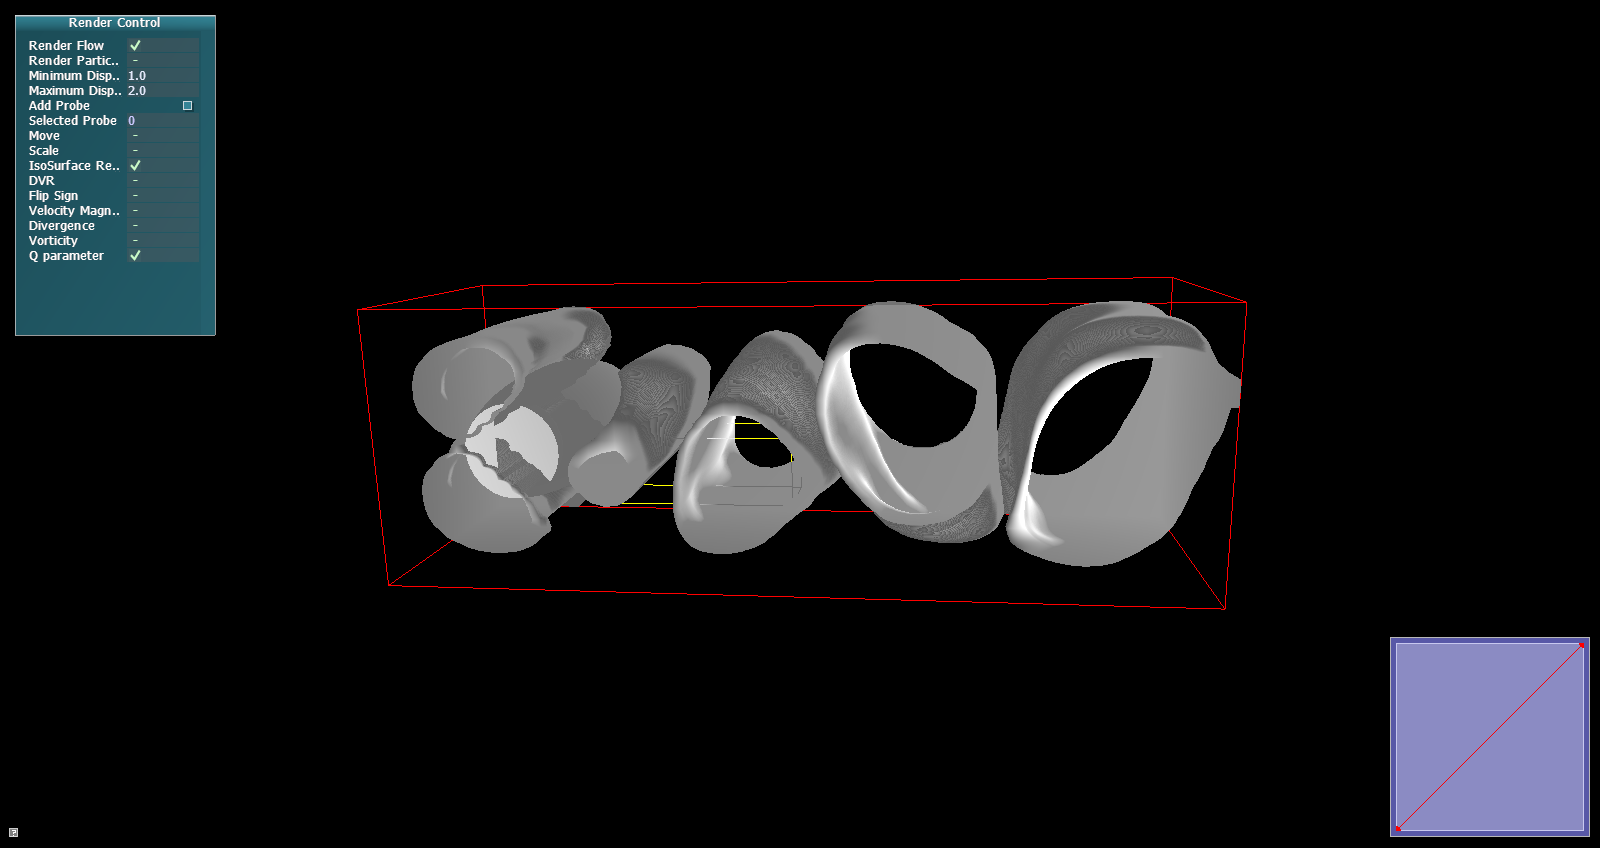 Render Control
Render Flow
Render Partic.. -
Minimum Disp.. 1.0
Maximum Disp.. 2.0
Add Probe
Selected Probe 0
Move -
Scale -
IsoSurface Re..
DVR -
Flip Sign -
Velocity Magn.. -
Divergence -
Vorticity -
Q parameter
?